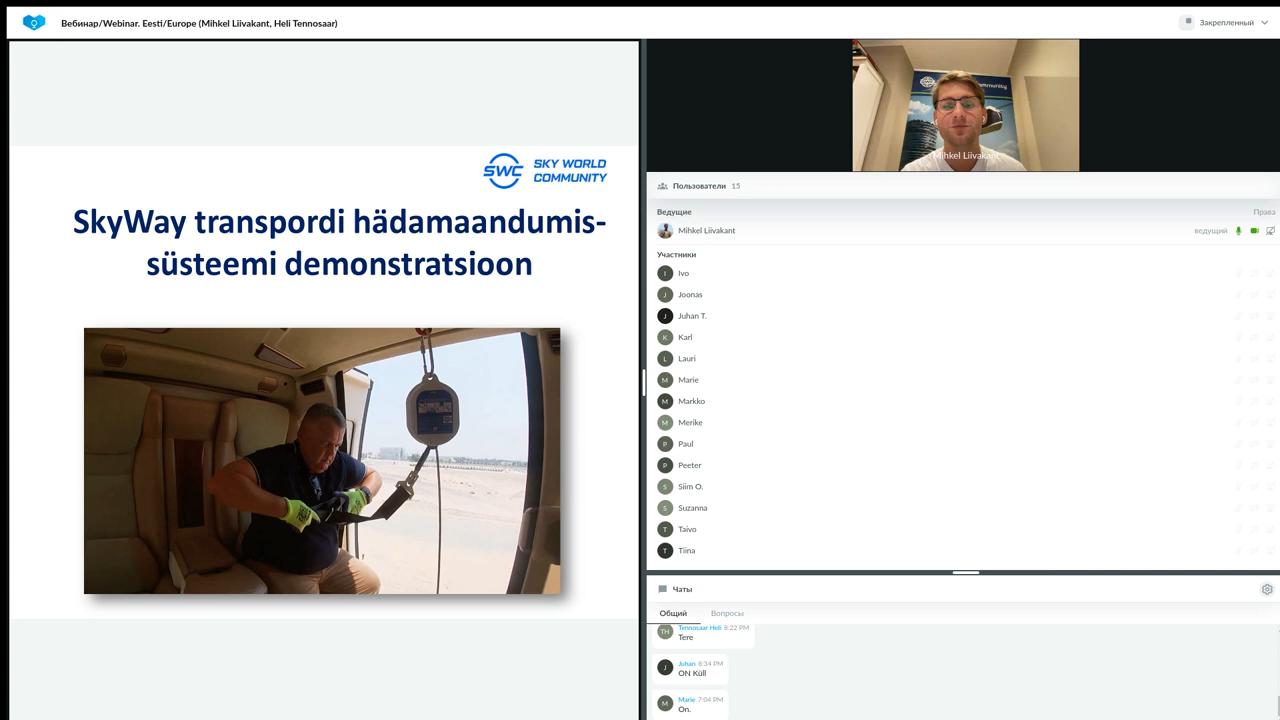 Вебинар/Webinar. Eesti/Europe (Mihkel Liivakant, Heli Tennosaar)
Закрепленный
SWC SKY WORLD
COMMUNITY
SkyWay transpordi hädamaandumis-
süsteemi demonstratsioon
Mihkel Liivakant
Пользователи 15
Ведущие Права
Mihkel Liivakant ведущий
Участники
I Ivo
J Joonas
J Juhan T.
K Karl
L Lauri
M Marie
M Markko
M Merike
P Paul
P Peeter
S Siim O.
S Suzanna
T Taivo
T Tiina
Чаты
Общий Вопросы
TH Tennosaar Heli 8:22 PM
Tere
J Juhan 8:34 PM
ON Küll
M Marie 7:04 PM
On.